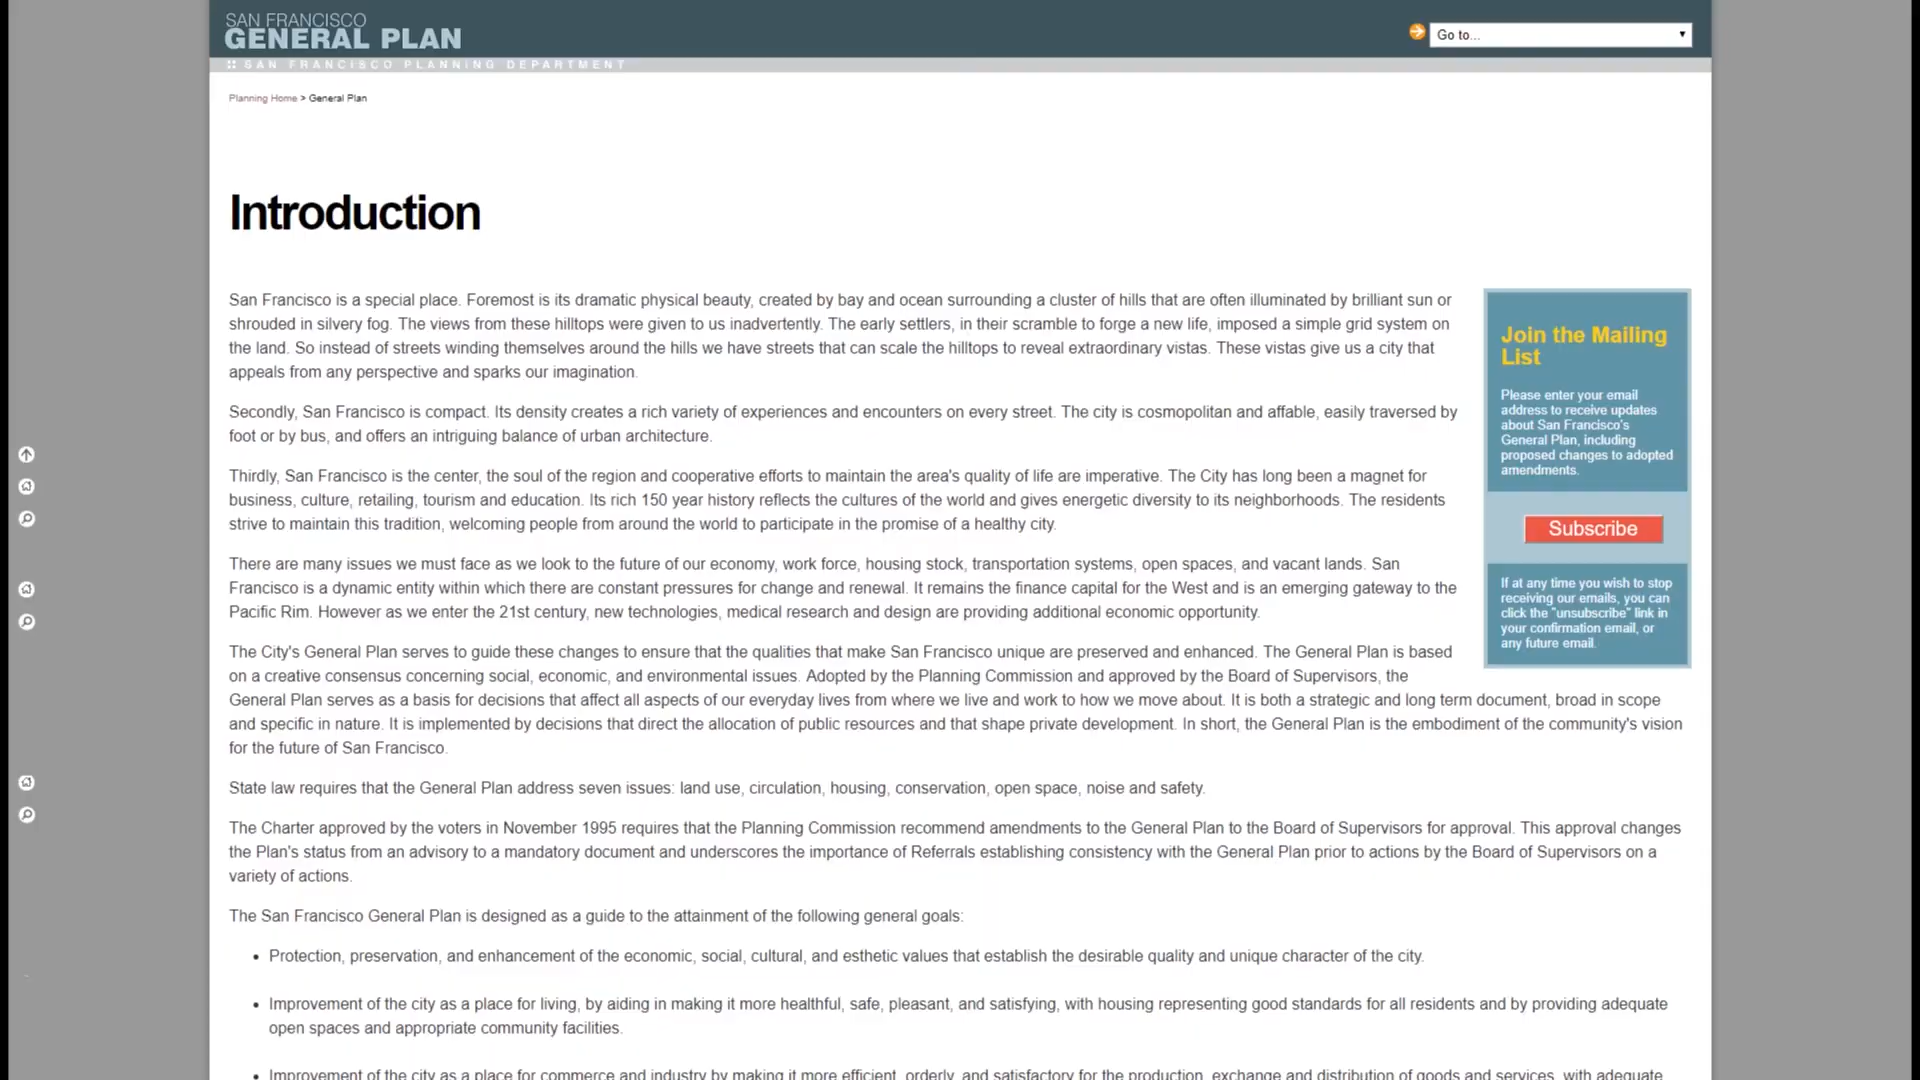 SAN FRANCISCO
GENERAL PLAN
Go to...
SAN FRANCISCO PLANNING DEPARTMENT
Planning Home > General Plan
Introduction
San Francisco is a special place. Foremost is its dramatic physical beauty, created by bay and ocean surrounding a cluster of hills that are often illuminated by brilliant sun or
shrouded in silvery fog. The views from these hilltops were given to us inadvertently. The early settlers, in their scramble to forge a new life, imposed a simple grid system on
the land. So instead of streets winding themselves around the hills we have streets that can scale the hilltops to reveal extraordinary vistas. These vistas give us a city that
appeals from any perspective and sparks our imagination.
Secondly, San Francisco is compact. Its density creates a rich variety of experiences and encounters on every street. The city is cosmopolitan and affable, easily traversed by
foot or by bus, and offers an intriguing balance of urban architecture.
Thirdly, San Francisco is the center, the soul of the region and cooperative efforts to maintain the area's quality of life are imperative. The City has long been a magnet for
business, culture, retailing, tourism and education. Its rich 150 year history reflects the cultures of the world and gives energetic diversity to its neighborhoods. The residents
strive to maintain this tradition, welcoming people from around the world to participate in the promise of a healthy city.
There are many issues we must face as we look to the future of our economy, work force, housing stock, transportation systems, open spaces, and vacant lands. San
Francisco is a dynamic entity within which there are constant pressures for change and renewal. It remains the finance capital for the West and is an emerging gateway to the
Pacific Rim. However as we enter the 21st century, new technologies, medical research and design are providing additional economic opportunity.
The City's General Plan serves to guide these changes to ensure that the qualities that make San Francisco unique are preserved and enhanced. The General Plan is based
on a creative consensus concerning social, economic, and environmental issues. Adopted by the Planning Commission and approved by the Board of Supervisors, the
General Plan serves as a basis for decisions that affect all aspects of our everyday lives from where we live and work to how we move about. It is both a strategic and long term document, broad in scope
and specific in nature. It is implemented by decisions that direct the allocation of public resources and that shape private development. In short, the General Plan is the embodiment of the community's vision
for the future of San Francisco.
State law requires that the General Plan address seven issues: land use, circulation, housing, conservation, open space, noise and safety.
The Charter approved by the voters in November 1995 requires that the Planning Commission recommend amendments to the General Plan to the Board of Supervisors for approval. This approval changes
the Plan's status from an advisory to a mandatory document and underscores the importance of Referrals establishing consistency with the General Plan prior to actions by the Board of Supervisors on a
variety of actions.
The San Francisco General Plan is designed as a guide to the attainment of the following general goals:
• Protection, preservation, and enhancement of the economic, social, cultural, and esthetic values that establish the desirable quality and unique character of the city.
• Improvement of the city as a place for living, by aiding in making it more healthful, safe, pleasant, and satisfying, with housing representing good standards for all residents and by providing adequate
open spaces and appropriate community facilities.
• Improvement of the city as a place for commerce and industry by making it more efficient, orderly, and satisfactory for the production, exchange and distribution of goods and services, with adequate
Join the Mailing
List
Please enter your email
address to receive updates
about San Francisco's
General Plan, including
proposed changes to adopted
amendments.
Subscribe
If at any time you wish to stop
receiving our emails, you can
click the "unsubscribe" link in
your confirmation email, or
any future email.